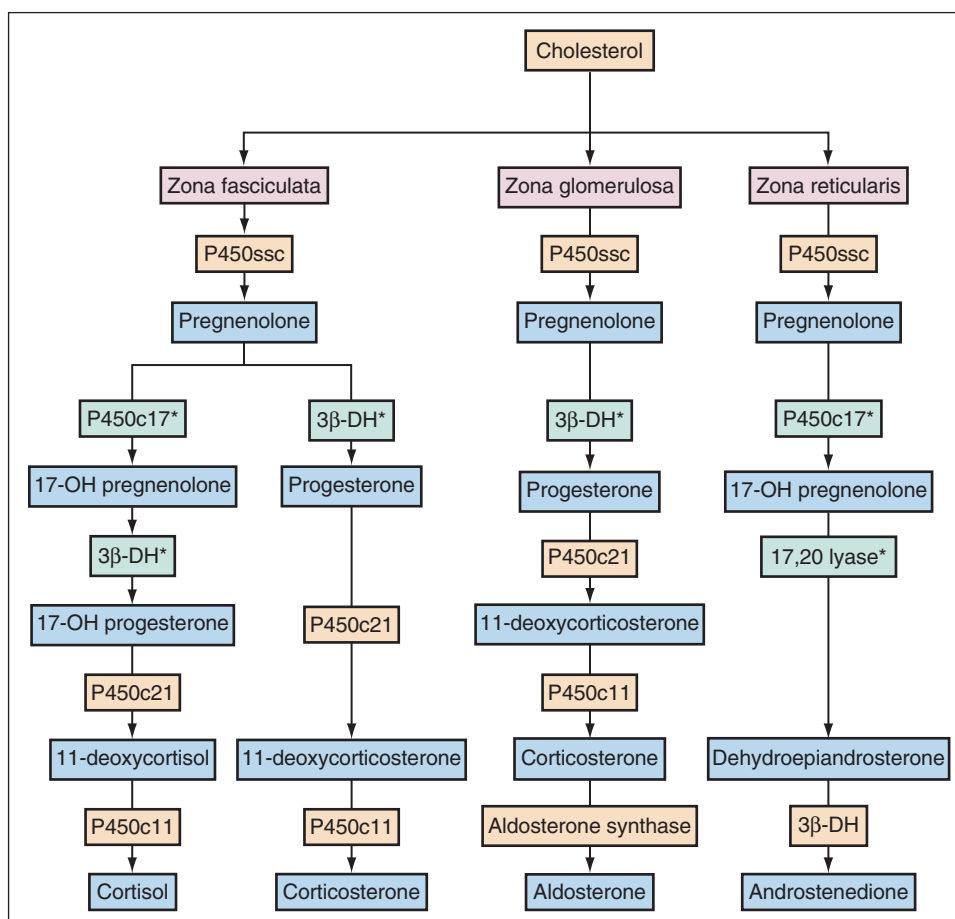 Cholesterol
Zona fasciculata
Zona glomerulosa
Zona reticularis
P450ssc
P450ssc
P450ssc
Pregnenolone
Pregnenolone
Pregnenolone
P450c17*
3β-DH*
3β-DH*
P450c17*
17-OH pregnenolone
Progesterone
Progesterone
17-OH pregnenolone
3β-DH*
P450c21
17,20 lyase*
17-OH progesterone
P450c21
11-deoxycorticosterone
P450c21
P450c11
11-deoxycortisol
11-deoxycorticosterone
Corticosterone
Dehydroepiandrosterone
P450c11
P450c11
Aldosterone synthase
3β-DH
Cortisol
Corticosterone
Aldosterone
Androstenedione